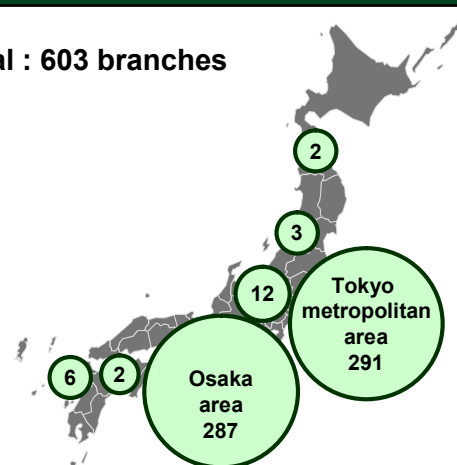 al : 603 branches
2
3
12
Tokyo
metropolitan
area
291
6
2
Osaka
area
287